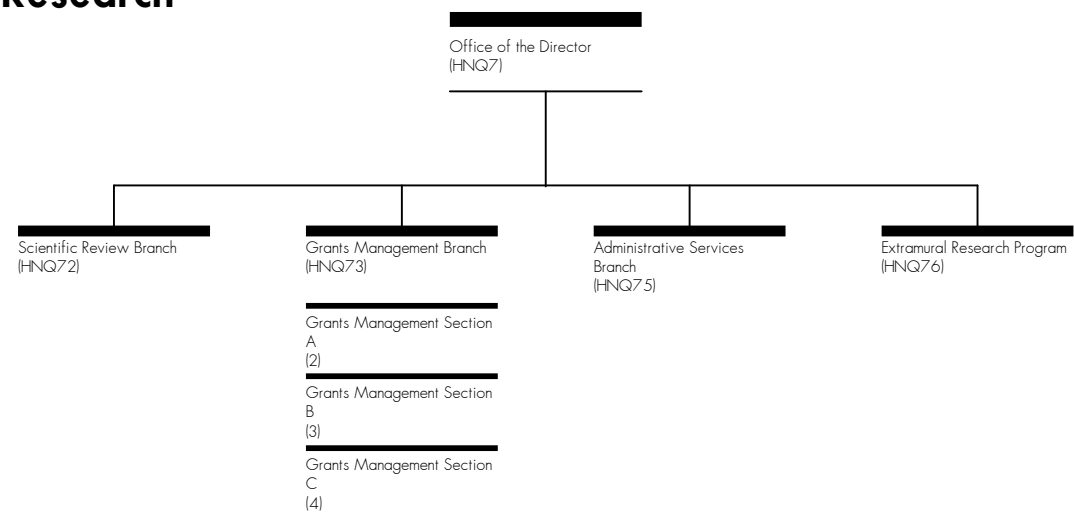 Research
Office of the Director
(HNQ7)
Scientific Review Branch
(HNQ72)
Grants Management Branch
(HNQ73)
Administrative Services
Branch
(HNQ75)
Extramural Research Program
(HNQ76)
Grants Management Section
A
(2)
Grants Management Section
B
(3)
Grants Management Section
C
(4)